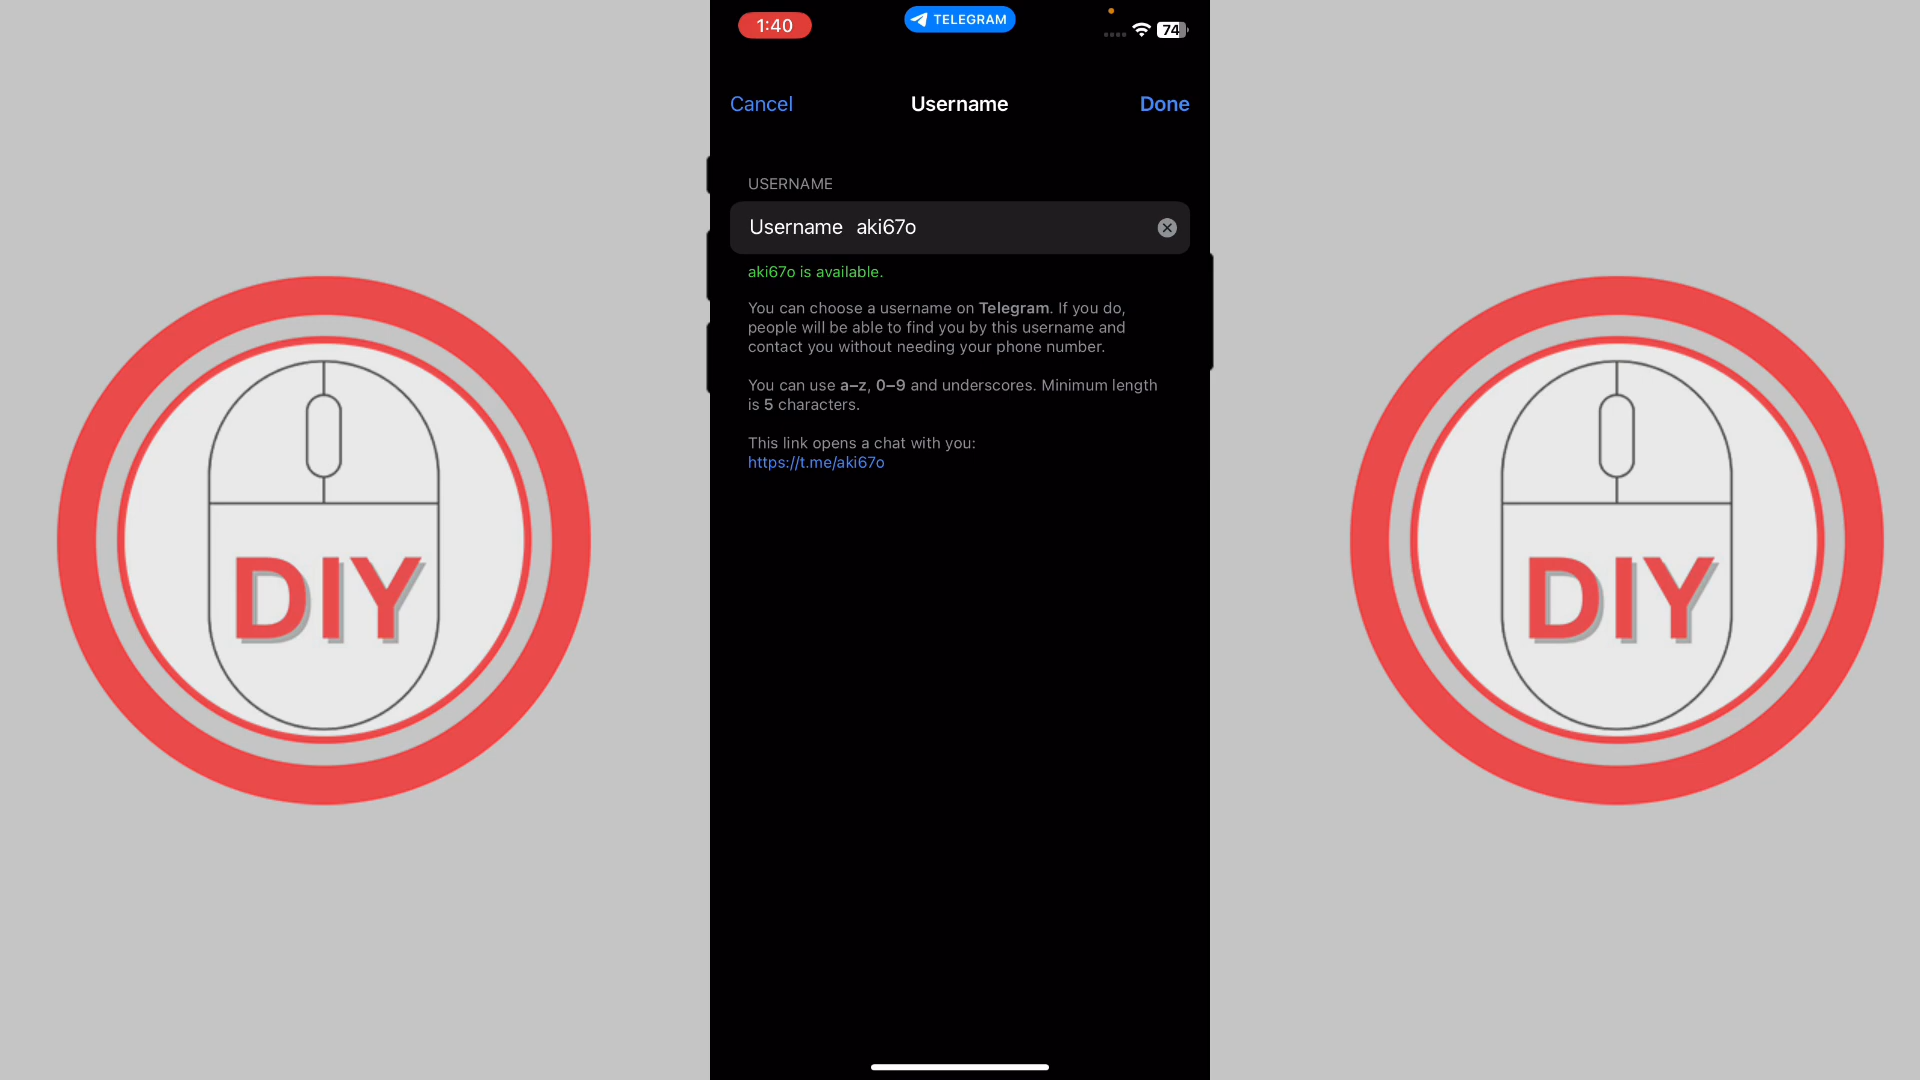 1:40
TELEGRAM
74
Cancel
Username
Done
USERNAME
Username aki67o
aki67o is available.
You can choose a username on Telegram. If you do,
people will be able to find you by this username and
contact you without needing your phone number.
You can use a–z, 0–9 and underscores. Minimum length
is 5 characters.
This link opens a chat with you:
https://t.me/aki67o
DIY
DIY